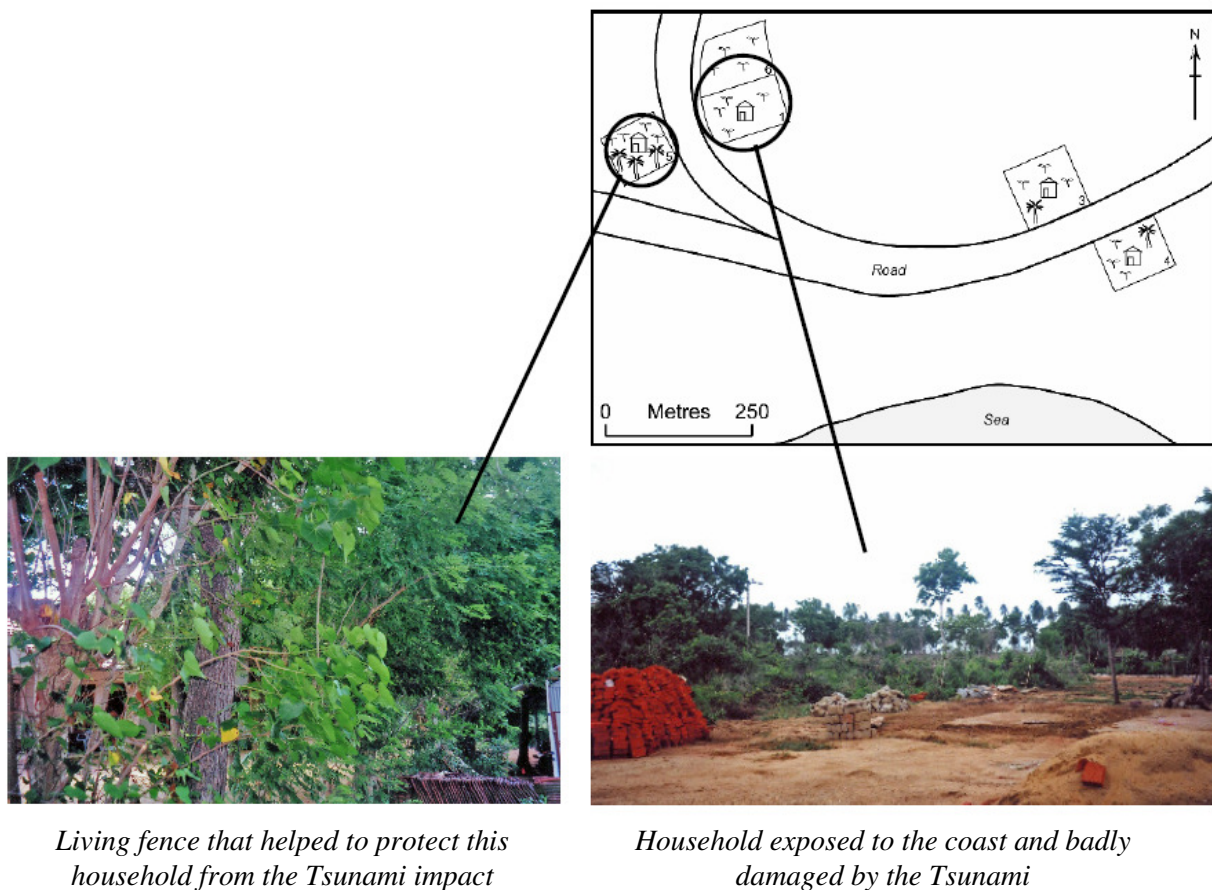 N
6
1
5
3
4
Road
0 Metres 250
Sea
Living fence that helped to protect this
household from the Tsunami impact
Household exposed to the coast and badly
damaged by the Tsunami